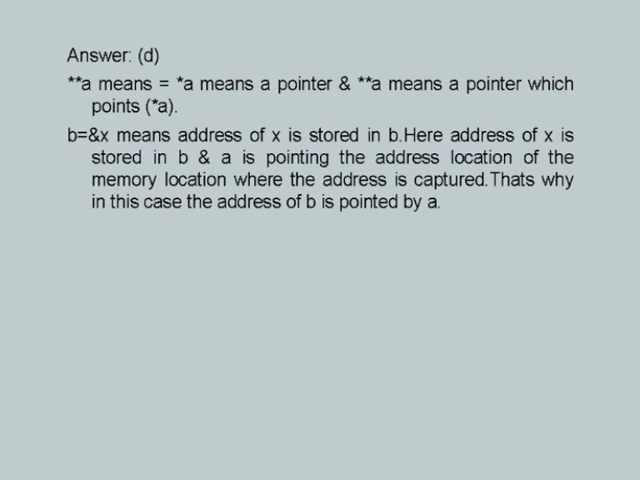 Answer: (d)
**a means = *a means a pointer & **a means a pointer which
points (*a).
b=&x means address of x is stored in b.Here address of x is
stored in b & a is pointing the address location of the
memory location where the address is captured.Thats why
in this case the address of b is pointed by a.